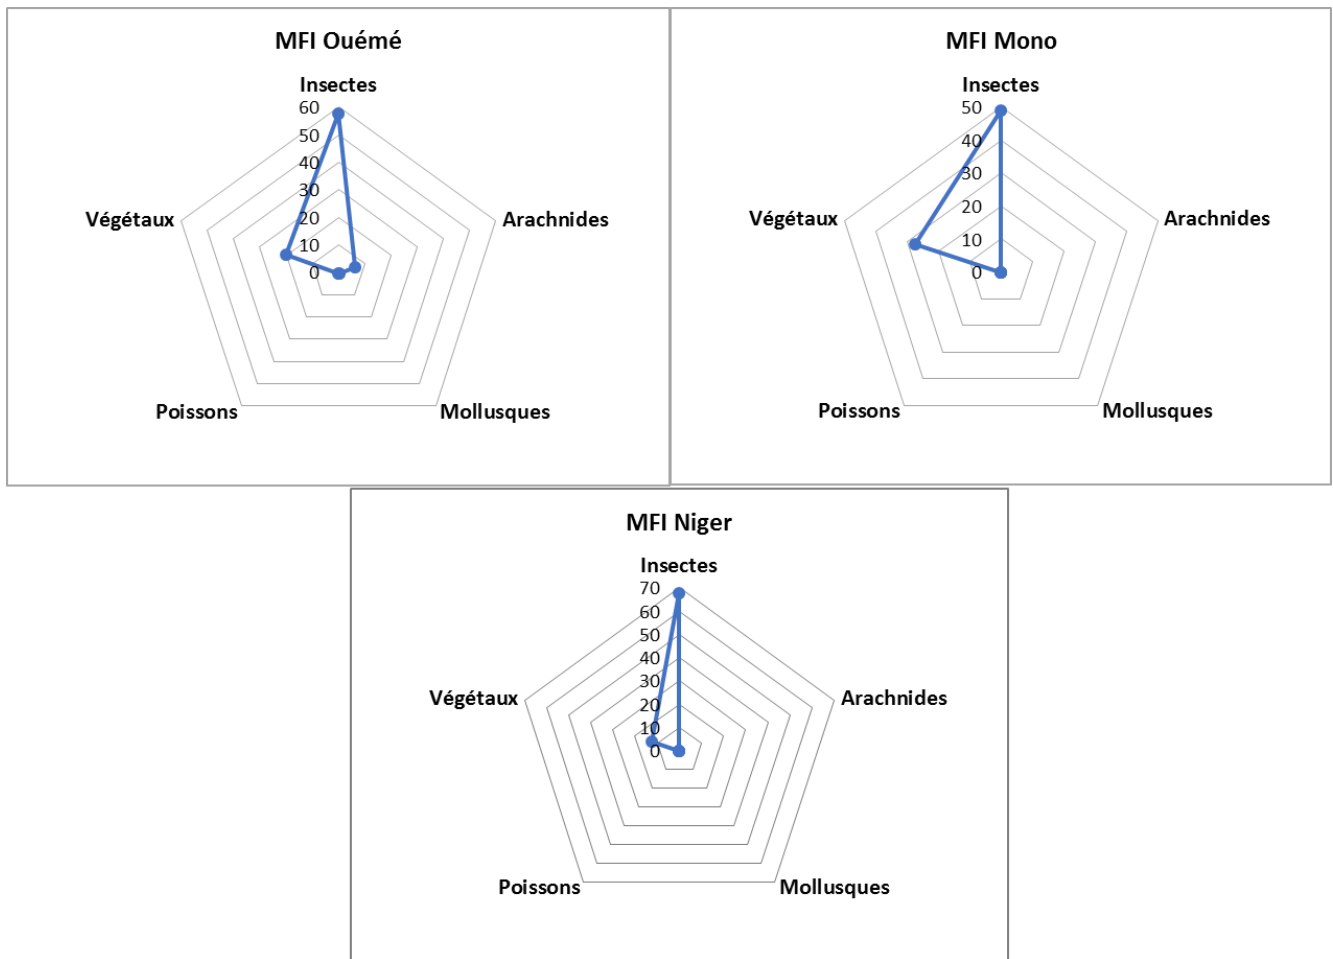 MFI Ouémé
Insectes
60
50
40
30
20
10
0
Végétaux
Arachnides
Poissons
Mollusques
MFI Mono
Insectes
50
40
30
20
10
0
Végétaux
Arachnides
Poissons
Mollusques
MFI Niger
Insectes
70
60
50
40
30
20
10
0
Végétaux
Arachnides
Poissons
Mollusques